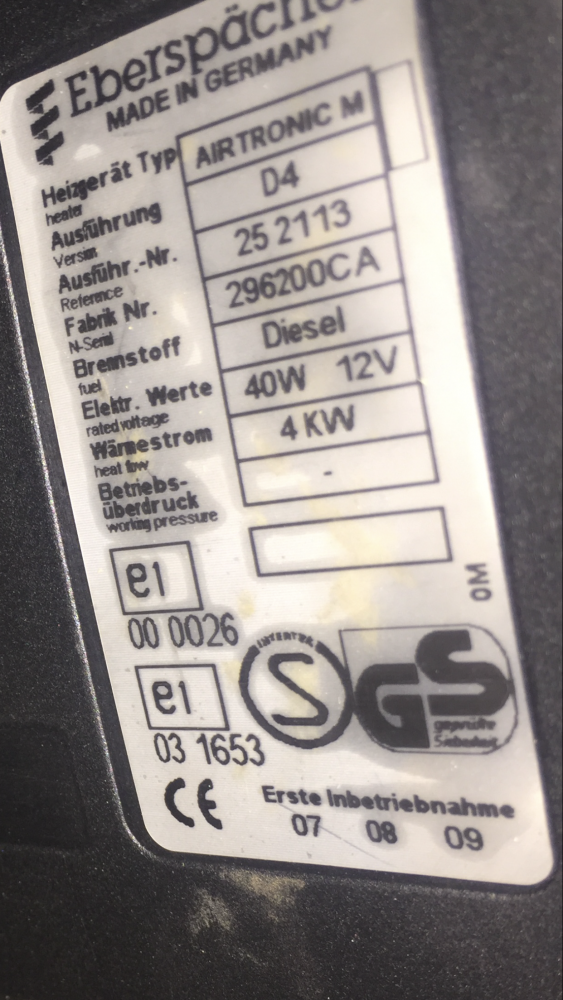 Eberspächer
MADE IN GERMANY
Heizgerät Typ AIRTRONIC M
heater
Ausführung D4
Version
Ausführ.-Nr. 25 2113
Reference
Fabrik Nr. 296200CA
N-Serial
Brennstoff Diesel
fuel
Elektr. Werte 40W 12V
rated voltage
Wärmestrom 4 KW
heat flow
Betriebs-
überdruck -
working pressure
e1
00 0026
0M
e1
03 1653
S
GS
geprüfte
Sicherheit
CE
Erste Inbetriebnahme
07 08 09